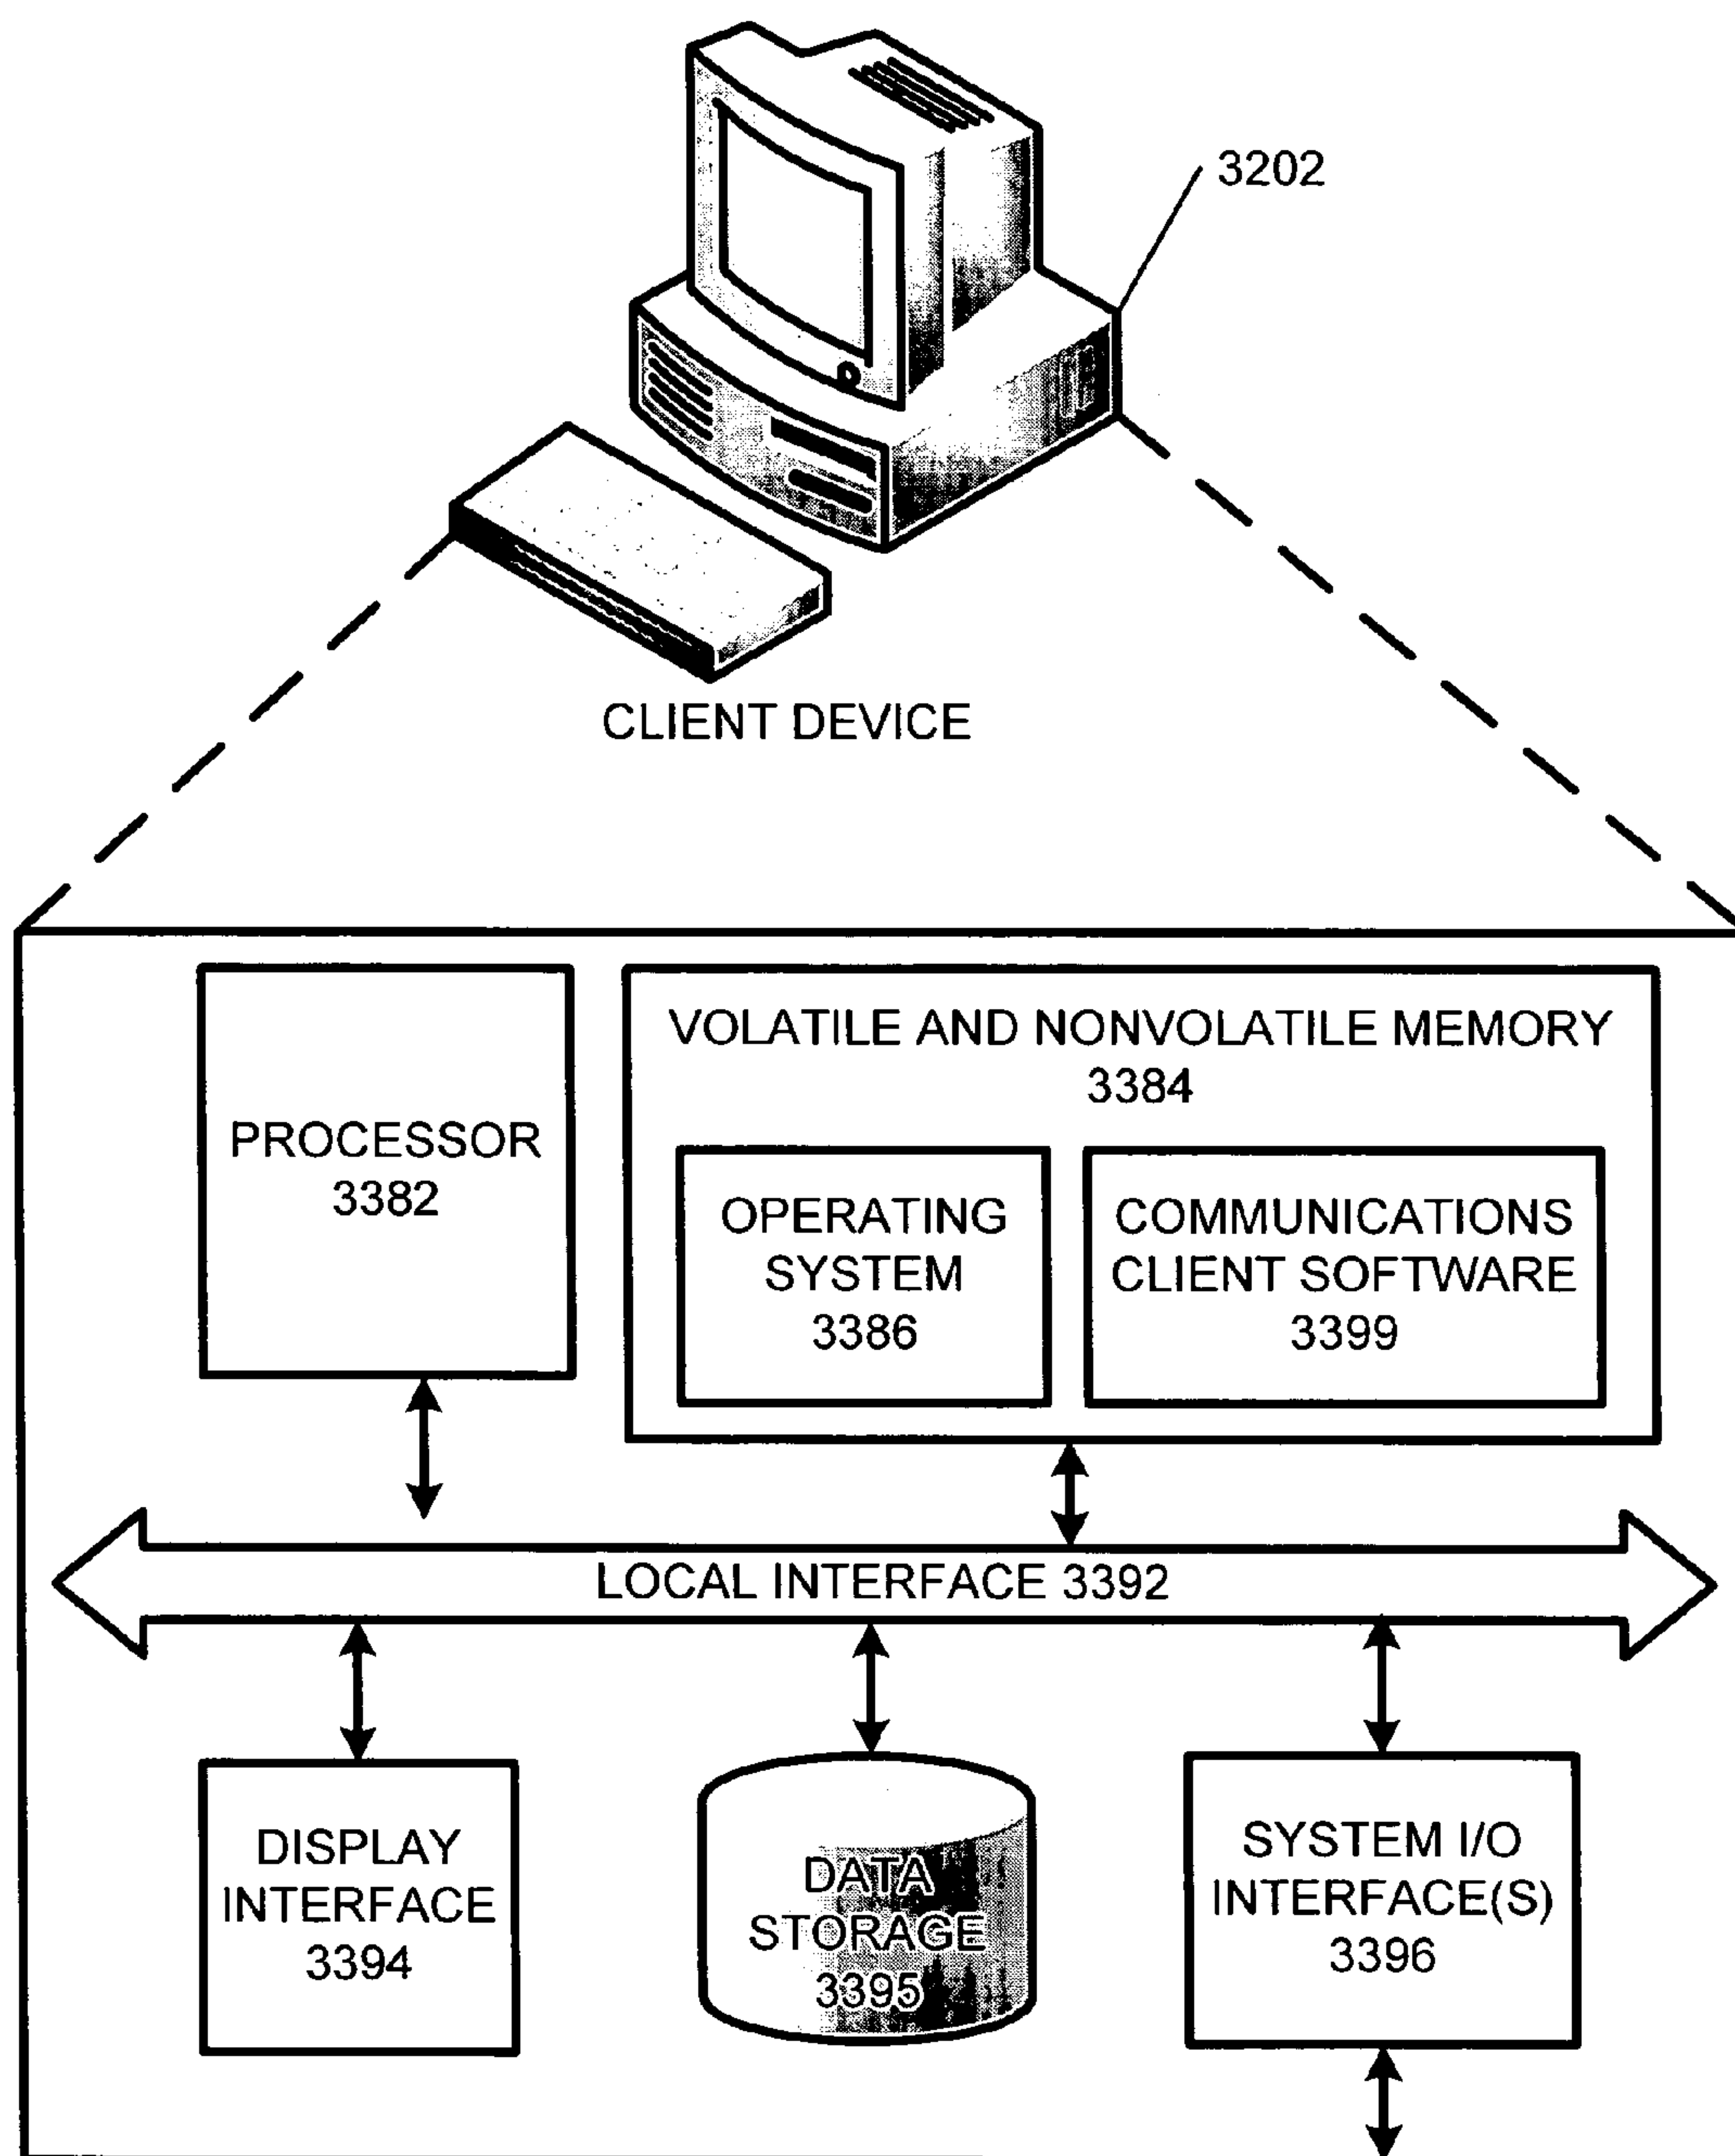 3202
CLIENT DEVICE
PROCESSOR
3382
VOLATILE AND NONVOLATILE MEMORY
3384
OPERATING
SYSTEM
3386
COMMUNICATIONS
CLIENT SOFTWARE
3399
LOCAL INTERFACE 3392
DISPLAY
INTERFACE
3394
DATA
STORAGE
3395
SYSTEM I/O
INTERFACE(S)
3396